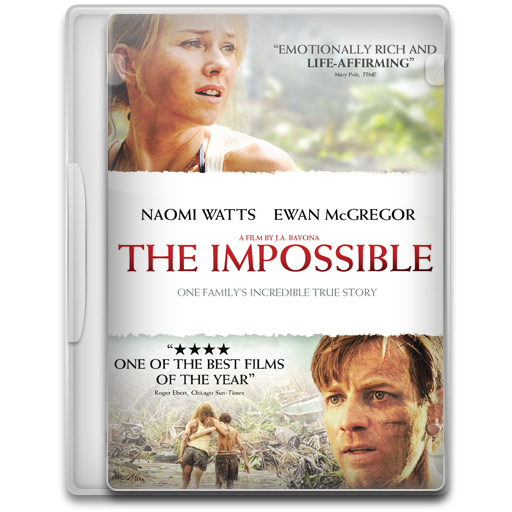 "EMOTIONALLY RICH AND
LIFE-AFFIRMING"
Mary Pols, TIME
NAOMI WATTS EWAN McGREGOR
A FILM BY J.A. BAYONA
THE IMPOSSIBLE
ONE FAMILY'S INCREDIBLE TRUE STORY
"★★★★
ONE OF THE BEST FILMS
OF THE YEAR"
Roger Ebert, Chicago Sun-Times